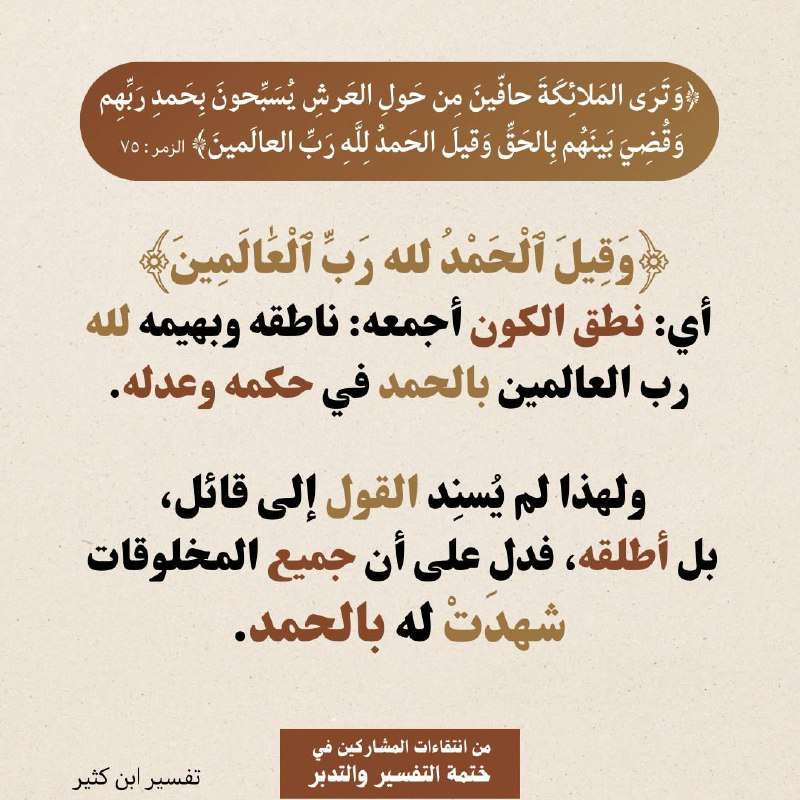 ﴿وَتَرَى المَلائِكَةَ حافّينَ مِن حَولِ العَرشِ يُسَبِّحونَ بِحَمدِ رَبِّهِم
وَقُضِيَ بَينَهُم بِالحَقِّ وَقيلَ الحَمدُ لِلَّهِ رَبِّ العالَمينَ﴾ الزمر: ٧٥
﴿وَقِيلَ ٱلْحَمْدُ لله رَبِّ ٱلْعَٰالَمِينَ﴾
أي: نطق الكون أجمعه: ناطقه وبهيمه لله
رب العالمين بالحمد في حكمه وعدله.
ولهذا لم يُسنِد القول إلى قائل،
بل أطلقه، فدل على أن جميع المخلوقات
شهدَتْ له بالحمد.
من انتقاءات المشاركين في
ختمة التفسير والتدبر
تفسير ابن كثير